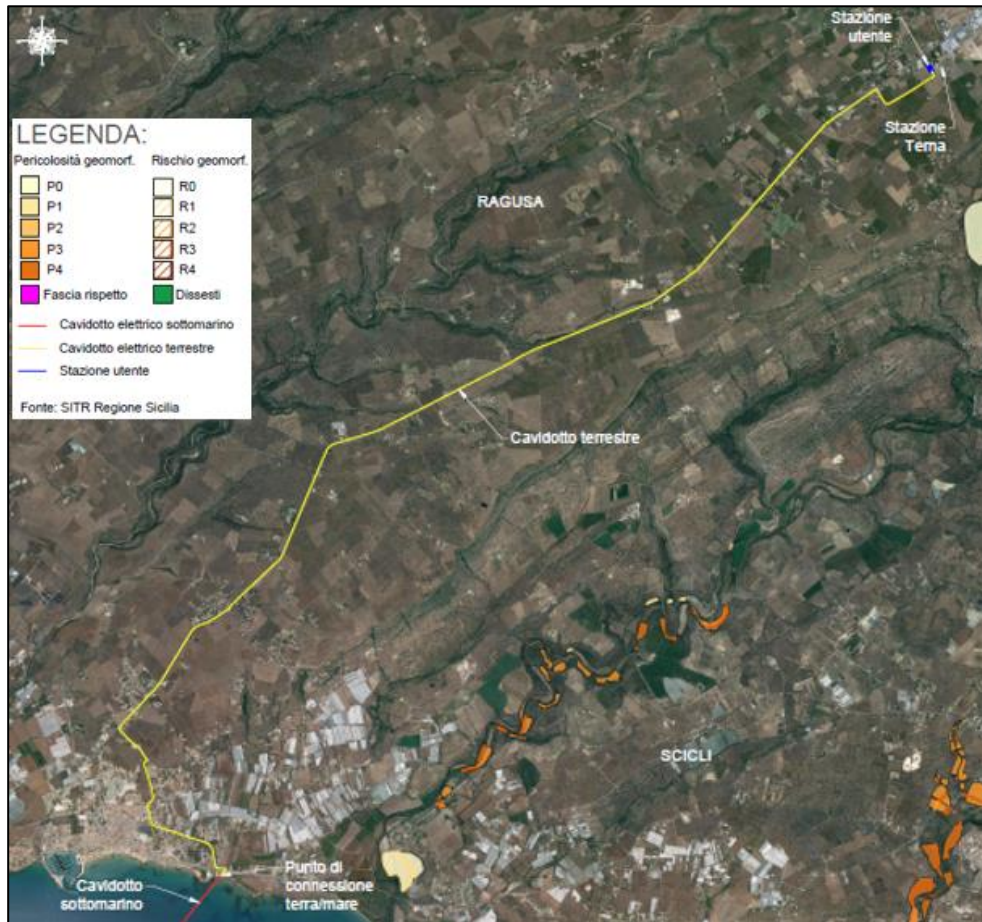 Stazione
utente
Stazione
Terna
LEGENDA:
Pericolosità geomorf.
Rischio geomorf.
P0
R0
P1
R1
P2
R2
P3
R3
P4
R4
Fascia rispetto
Dissesti
Cavidotto elettrico sottomarino
Cavidotto elettrico terrestre
Stazione utente
Fonte: SITR Regione Sicilia
RAGUSA
Cavidotto terrestre
SCICLI
Punto di
connessione
terra/mare
Cavidotto
sottomarino